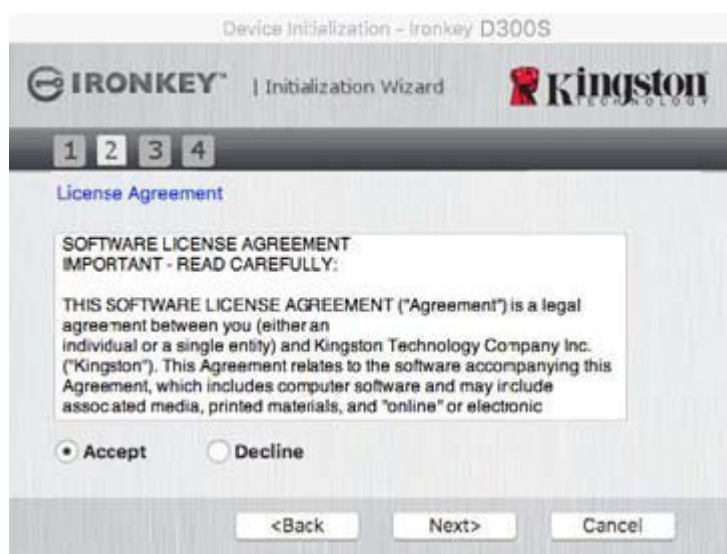 Device Initialization - Ironkey D300S
IRONKEY™ | Initialization Wizard Kingston
TECHNOLOGY
1 2 3 4
License Agreement
SOFTWARE LICENSE AGREEMENT
IMPORTANT - READ CAREFULLY:
THIS SOFTWARE LICENSE AGREEMENT ("Agreement") is a legal
agreement between you (either an
individual or a single entity) and Kingston Technology Company Inc.
("Kingston"). This Agreement relates to the software accompanying this
Agreement, which includes computer software and may include
associated media, printed materials, and "online" or electronic
Accept Decline
<Back Next> Cancel